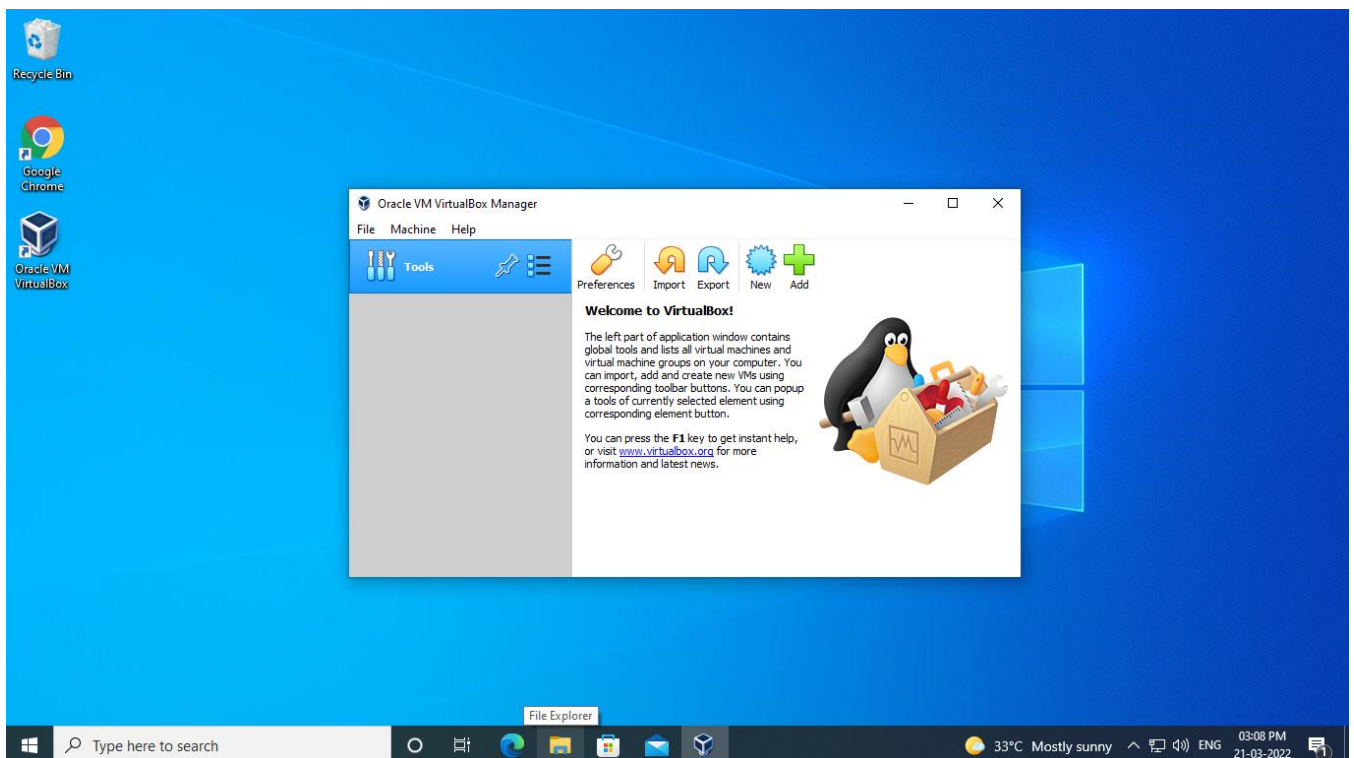 Recycle Bin
Google
Chrome
Oracle VM
VirtualBox
Oracle VM VirtualBox Manager
File Machine Help
Tools
Preferences Import Export New Add
Welcome to VirtualBox!
The left part of application window contains
global tools and lists all virtual machines and
virtual machine groups on your computer. You
can import, add and create new VMs using
corresponding toolbar buttons. You can popup
a tools of currently selected element using
corresponding element button.
You can press the F1 key to get instant help,
or visit www.virtualbox.org for more
information and latest news.
VM
File Explorer
Type here to search
33°C Mostly sunny
ENG
03:08 PM
21-03-2022
1